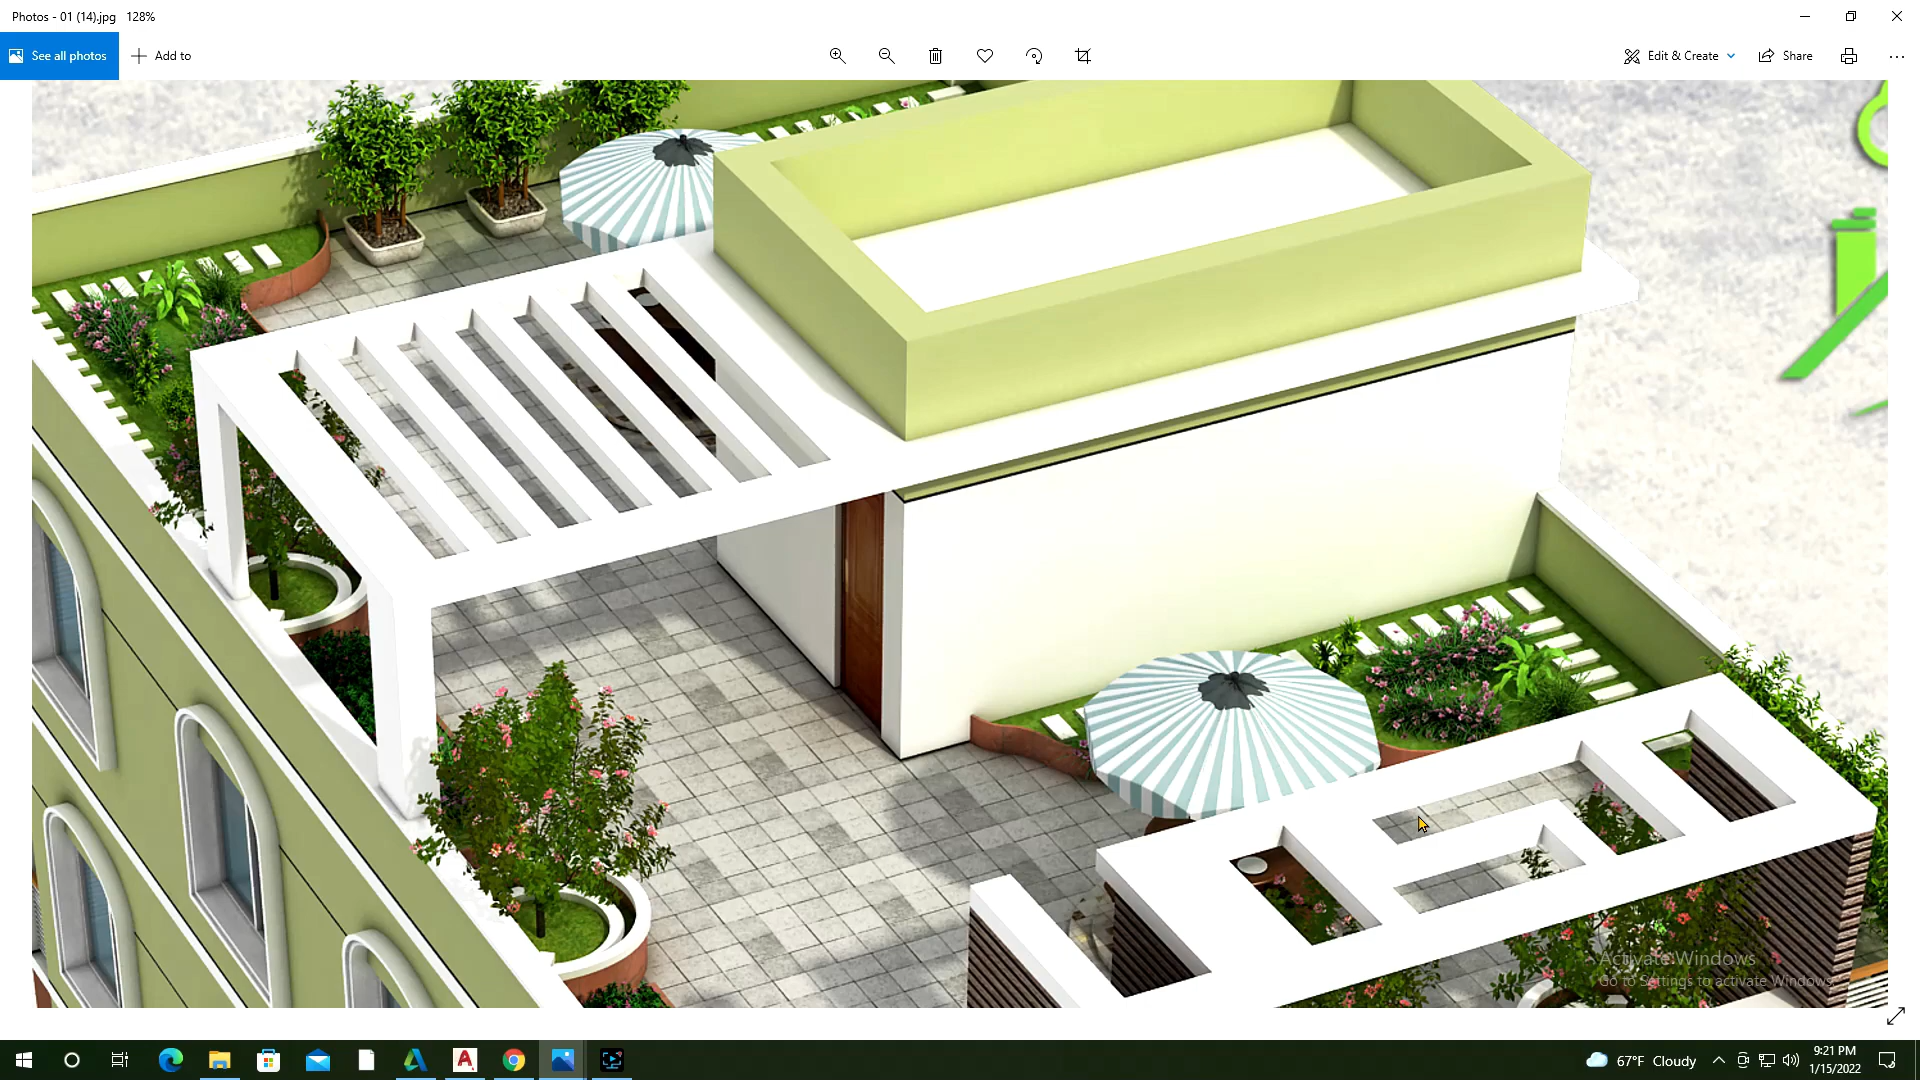 Photos - 01 (14).jpg 128%
See all photos
Add to
Edit & Create
Share
Activate Windows
Go to Settings to activate Windows.
67°F Cloudy
9:21 PM
1/15/2022